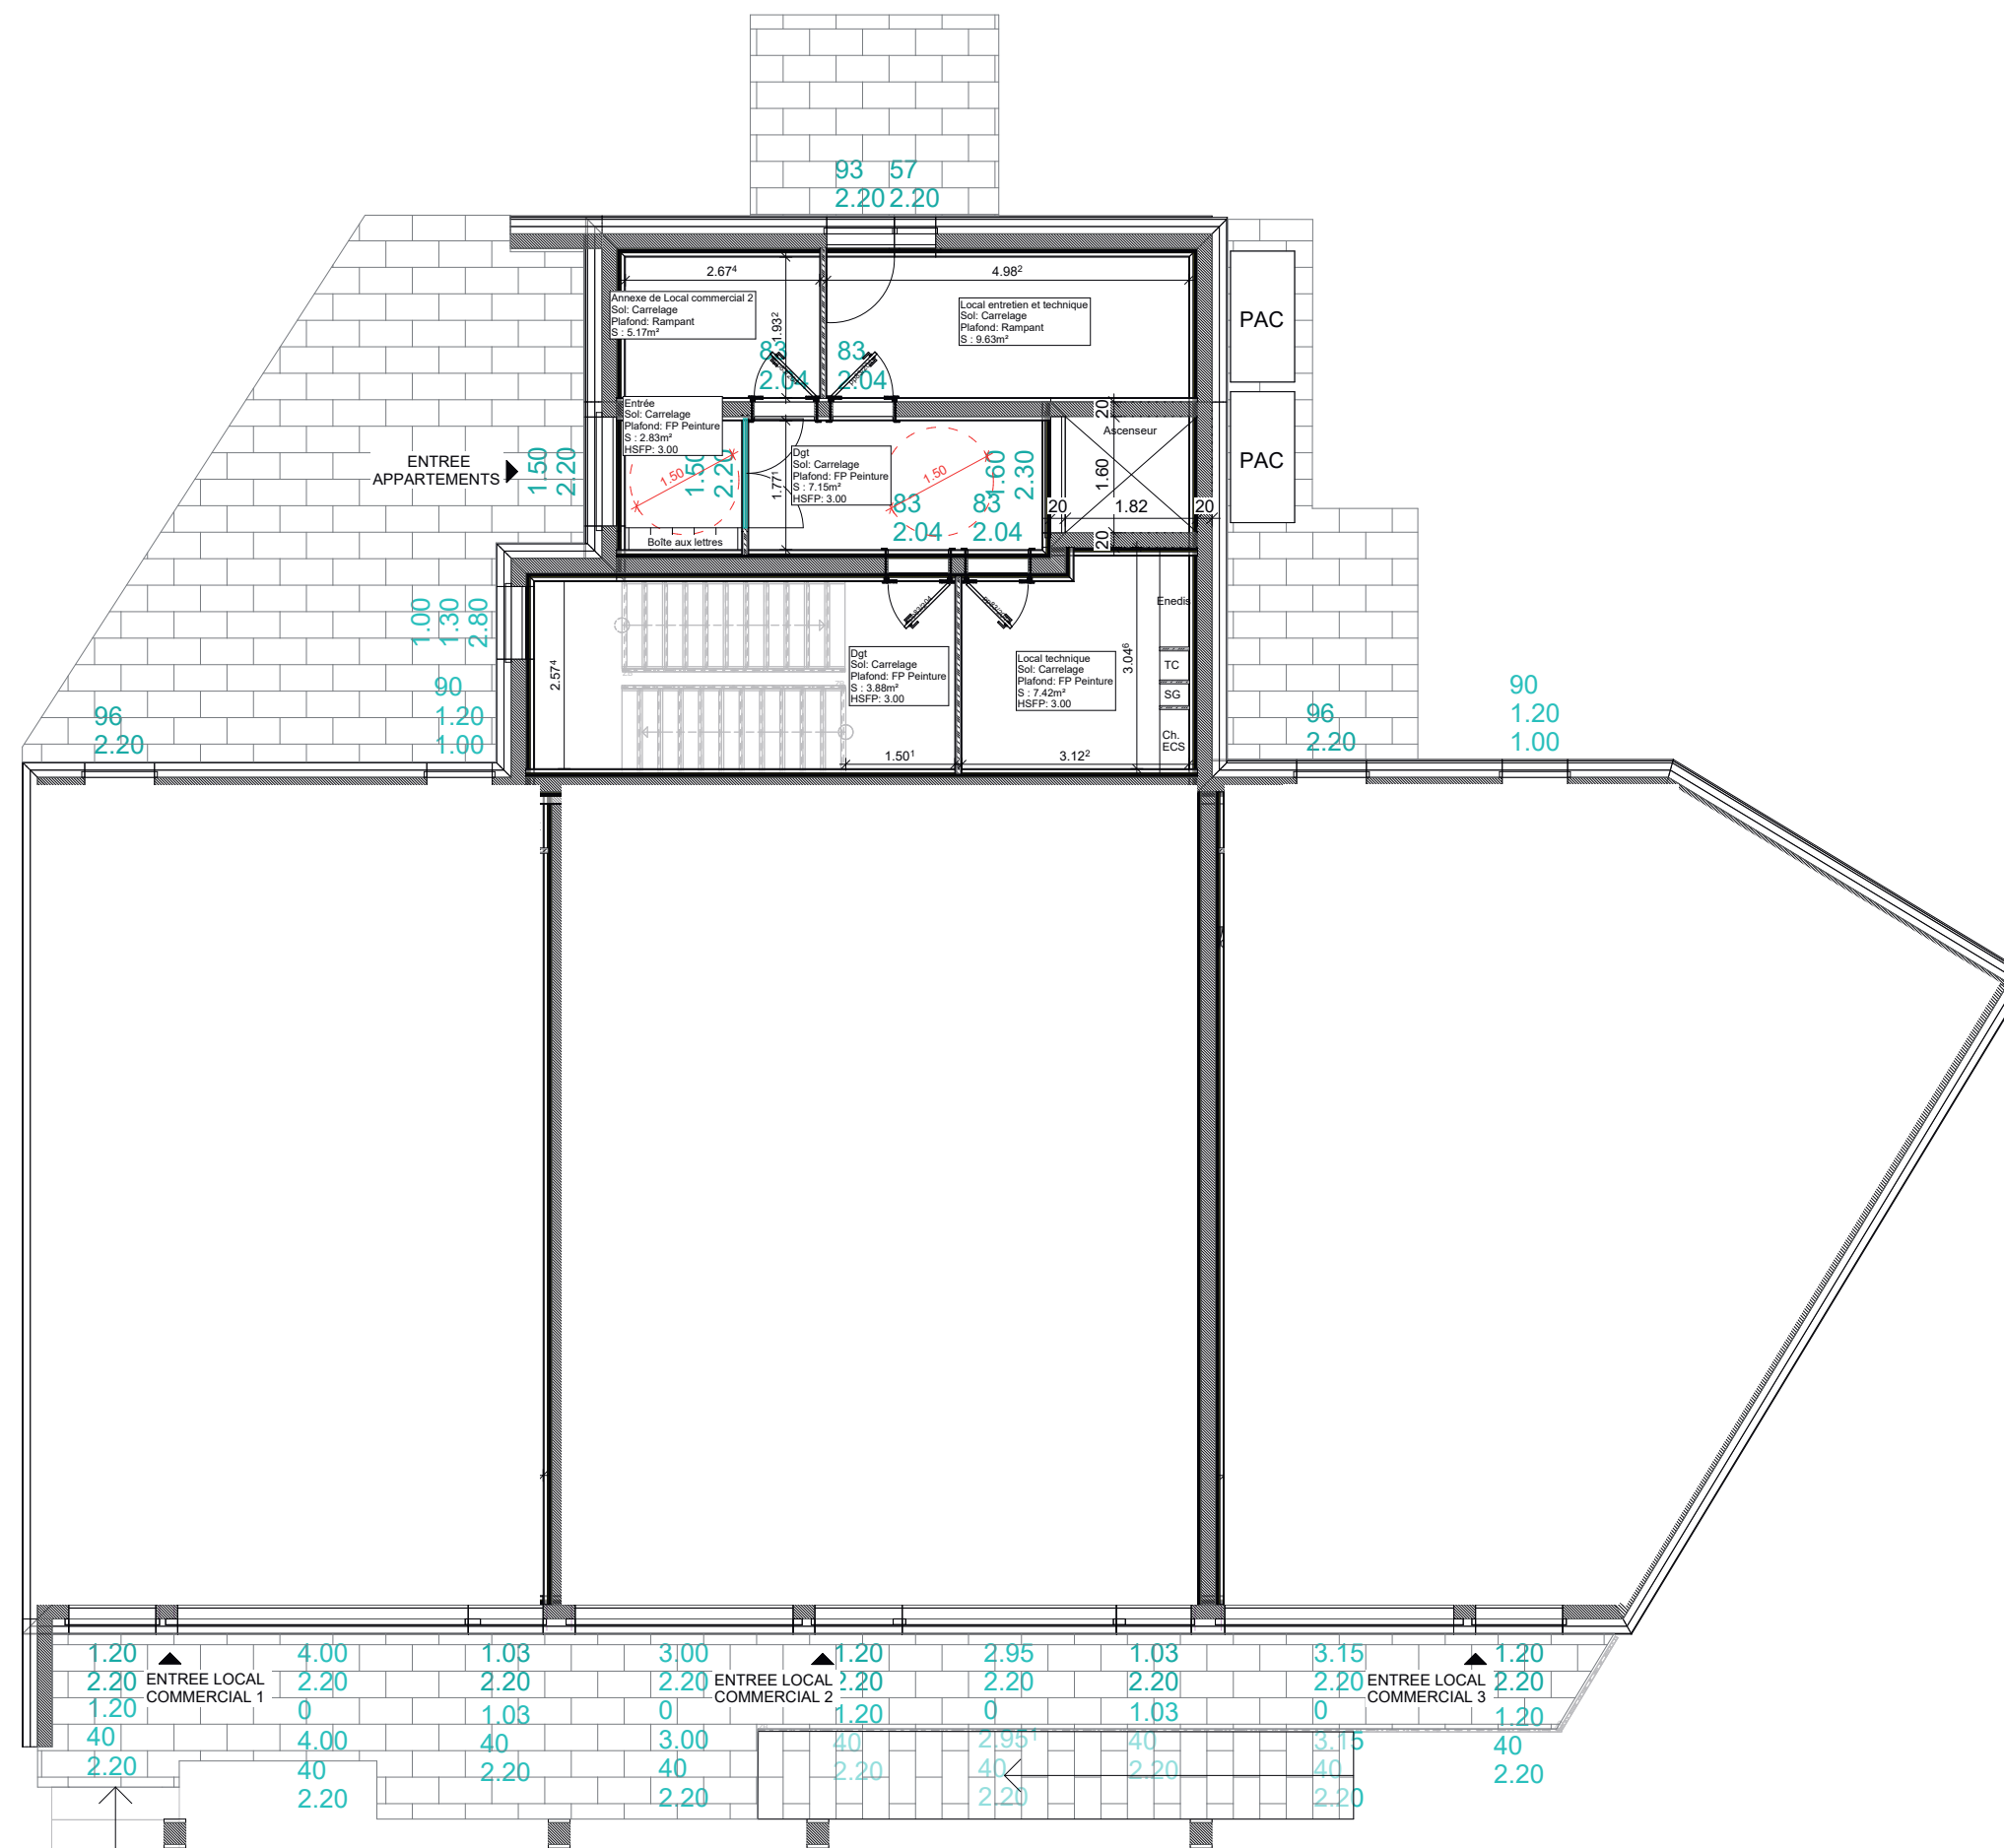 93 57
2.20 2.20
2.67⁴
4.98²
Annexe de Local commercial 2
Sol: Carrelage
Plafond: Rampant
S : 5.17m²
1.93²
Local entretien et technique
Sol: Carrelage
Plafond: Rampant
S : 9.63m²
PAC
83
2.04
83
2.04
Entrée
Sol: Carrelage
Plafond: FP Peinture
S : 2.83m²
HSFP: 3.00
20
Ascenseur
PAC
ENTREE
APPARTEMENTS
1.50
2.20
1.50
1.50
2.20
1.77¹
Dgt
Sol: Carrelage
Plafond: FP Peinture
S : 7.15m²
HSFP: 3.00
1.50
1.60
2.30
1.60
20
1.82
20
83
2.04
83
2.04
20
Boîte aux lettres
1.00
1.30
2.80
2.57⁴
Enedis
Dgt
Sol: Carrelage
Plafond: FP Peinture
S : 3.88m²
HSFP: 3.00
Local technique
Sol: Carrelage
Plafond: FP Peinture
S : 7.42m²
HSFP: 3.00
3.04⁶
TC
SG
Ch.
ECS
1.50¹
3.12²
96
2.20
90
1.20
1.00
96
2.20
90
1.20
1.00
1.20
2.20
1.20
40
2.20
ENTREE LOCAL
COMMERCIAL 1
4.00
2.20
0
4.00
40
2.20
1.03
2.20
1.03
40
2.20
3.00
2.20
0
3.00
40
2.20
ENTREE LOCAL
COMMERCIAL 2
1.20
2.20
1.20
40
2.20
2.95
2.20
0
2.95¹
40
2.20
1.03
2.20
1.03
40
2.20
3.15
2.20
0
3.15
40
2.20
ENTREE LOCAL
COMMERCIAL 3
1.20
2.20
1.20
40
2.20